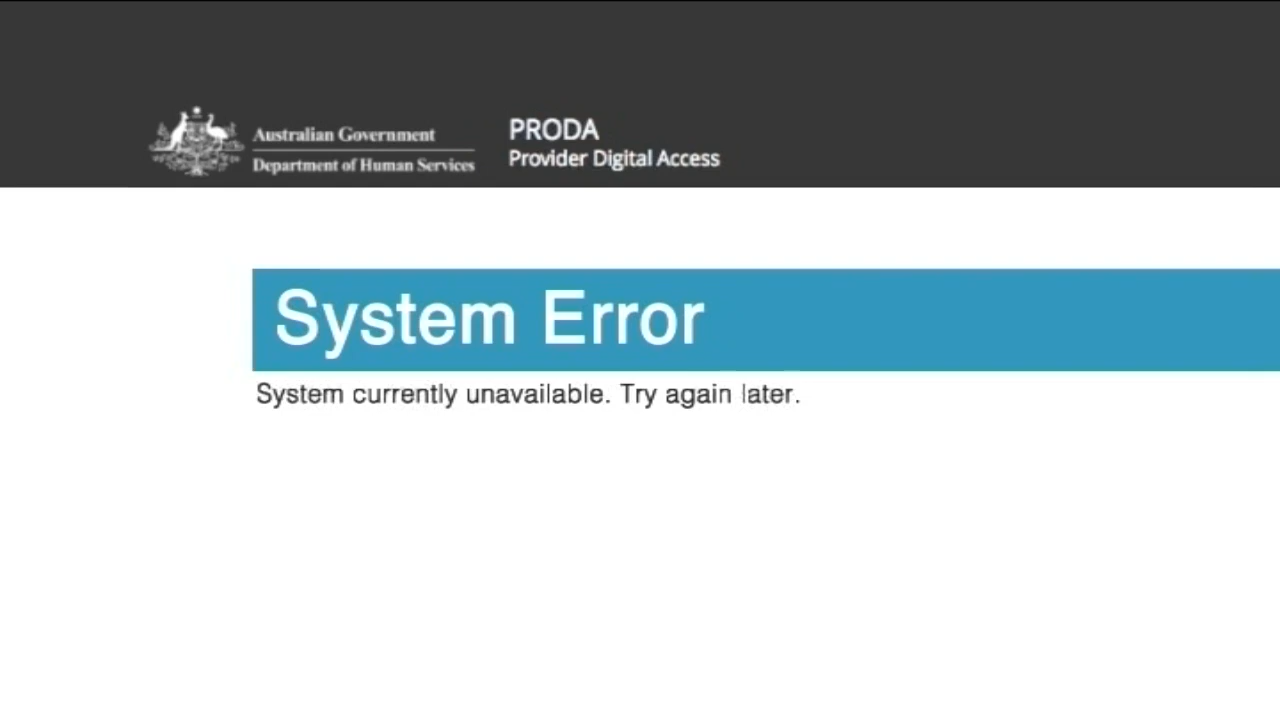 Australian Government
Department of Human Services
PRODA
Provider Digital Access
System Error
System currently unavailable. Try again later.